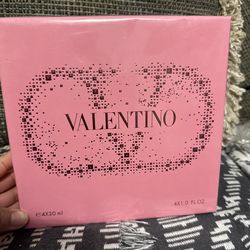 VALENTINO
℮ 4X30 ml
4X1.0 FL.OZ